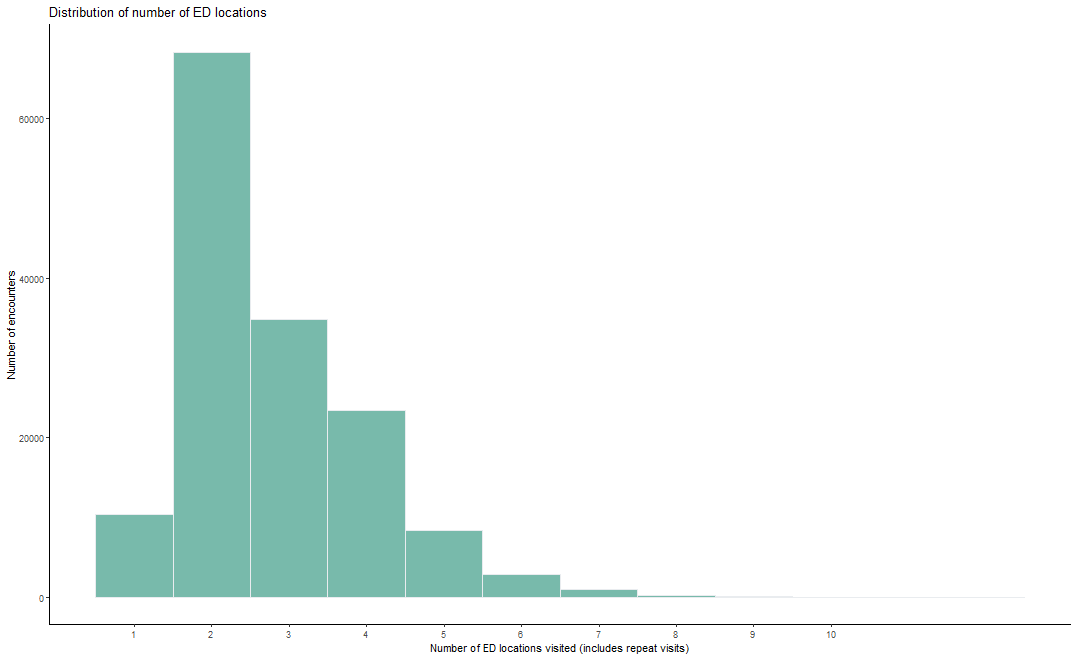 Distribution of number of ED locations
Number of encounters
60000
40000
20000
0
1 2 3 4 5 6 7 8 9 10
Number of ED locations visited (includes repeat visits)